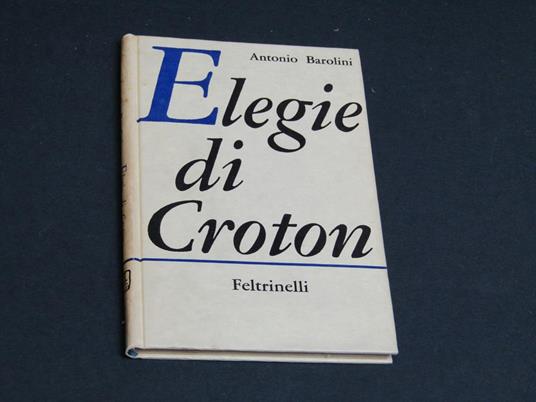 Antonio Barolini
Elegie
di
Croton
Feltrinelli